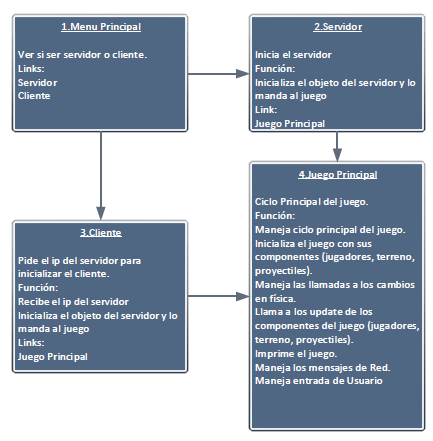 1.Menu Principal
Ver si ser servidor o cliente.
Links:
Servidor
Cliente
2.Servidor
Inicia el servidor
Función:
Inicializa el objeto del servidor y lo
manda al juego
Link:
Juego Principal
3.Cliente
Pide el ip del servidor para
inicializar el cliente.
Función:
Recibe el ip del servidor
Inicializa el objeto del servidor y lo
manda al juego
Links:
Juego Principal
4.Juego Principal
Ciclo Principal del juego.
Función:
Maneja ciclo principal del juego.
Inicializa el juego con sus
componentes (jugadores, terreno,
proyectiles).
Maneja las llamadas a los cambios
en física.
Llama a los update de los
componentes del juego (jugadores,
terreno, proyectiles).
Imprime el juego.
Maneja los mensajes de Red.
Maneja entrada de Usuario